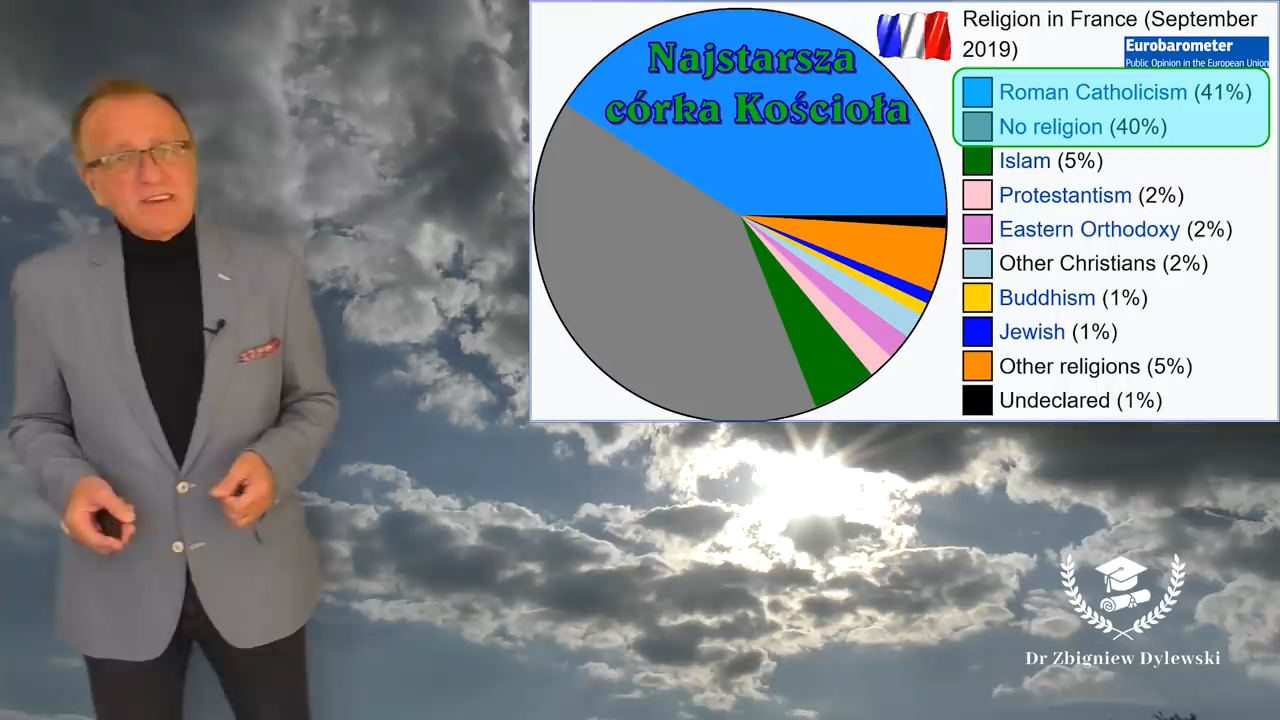 Najstarsza
córka Kościoła
Religion in France (September
2019)
Eurobarometer
Public Opinion in the European Union
Roman Catholicism (41%)
No religion (40%)
Islam (5%)
Protestantism (2%)
Eastern Orthodoxy (2%)
Other Christians (2%)
Buddhism (1%)
Jewish (1%)
Other religions (5%)
Undeclared (1%)
Dr Zbigniew Dylewski